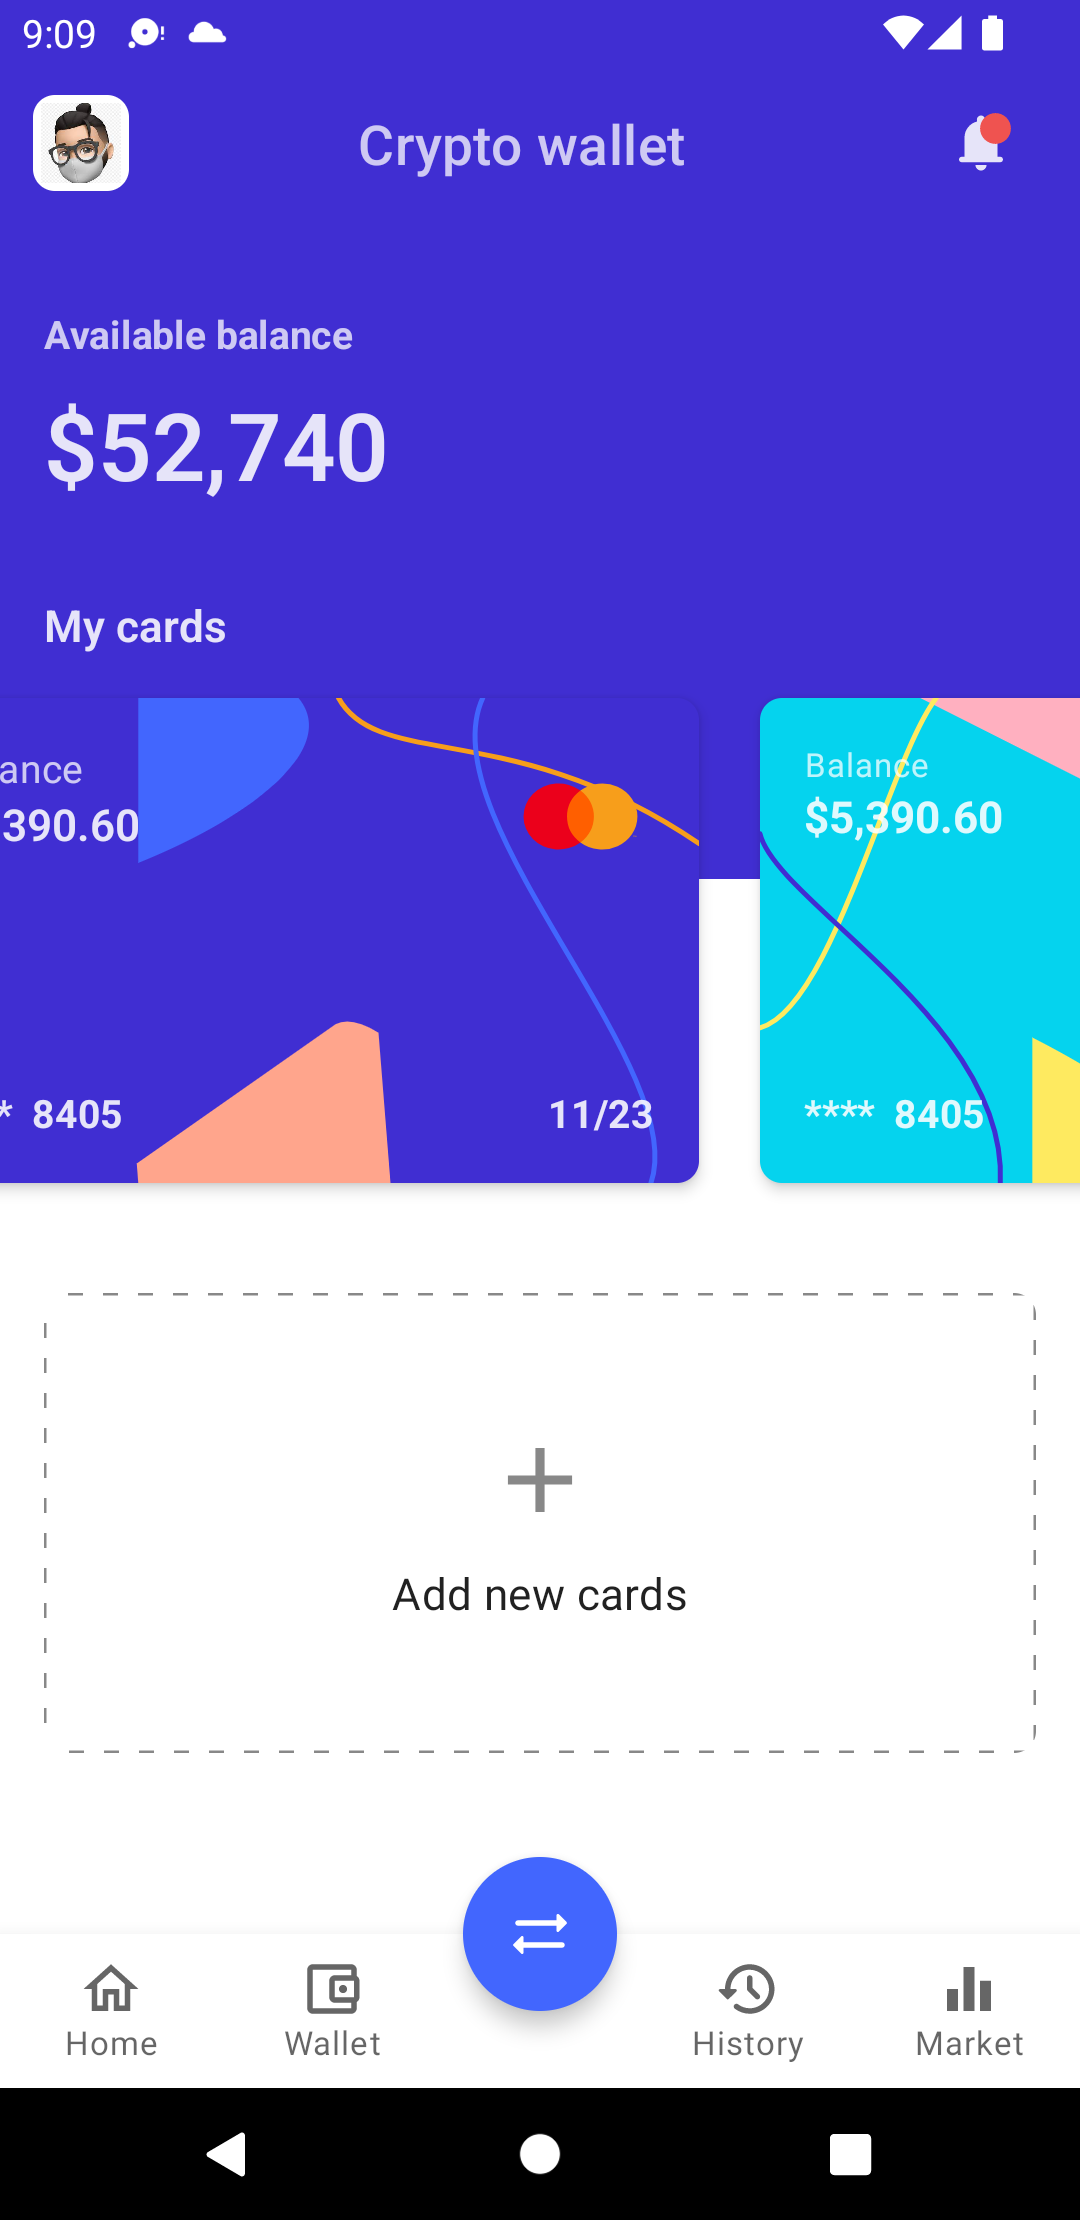 9:09
Crypto wallet
Available balance
$52,740
My cards
ance
390.60
* 8405
11/23
Balance
$5,390.60
**** 8405
Add new cards
Home
Wallet
History
Market